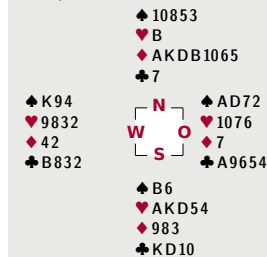 ♠ 10853
♥ B
♦ AKDB1065
♣ 7
♠ K94
♥ 9832
♦ 42
♣ B832
N
W O
S
♠ AD72
♥ 1076
♦ 7
♣ A9654
♠ B6
♥ AKD54
♦ 983
♣ KD10